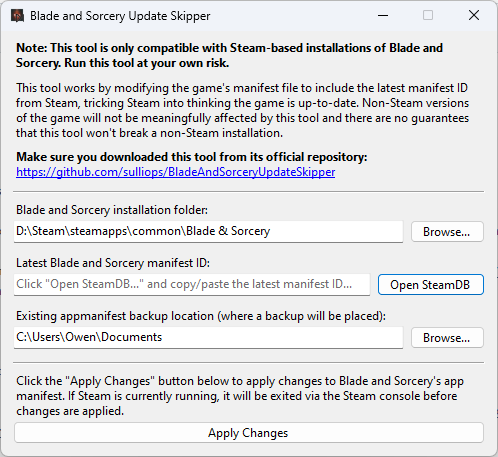 Blade and Sorcery Update Skipper
Note: This tool is only compatible with Steam-based installations of Blade and
Sorcery. Run this tool at your own risk.
This tool works by modifying the game's manifest file to include the latest manifest ID
from Steam, tricking Steam into thinking the game is up-to-date. Non-Steam versions
of the game will not be meaningfully affected by this tool and there are no guarantees
that this tool won't break a non-Steam installation.
Make sure you downloaded this tool from its official repository:
https://github.com/sulliops/BladeAndSorceryUpdateSkipper
Blade and Sorcery installation folder:
D:\Steam\steamapps\common\Blade & Sorcery
Browse...
Latest Blade and Sorcery manifest ID:
Click "Open SteamDB..." and copy/paste the latest manifest ID...
Open SteamDB
Existing appmanifest backup location (where a backup will be placed):
C:\Users\Owen\Documents
Browse...
Click the "Apply Changes" button below to apply changes to Blade and Sorcery's app
manifest. If Steam is currently running, it will be exited via the Steam console before
changes are applied.
Apply Changes